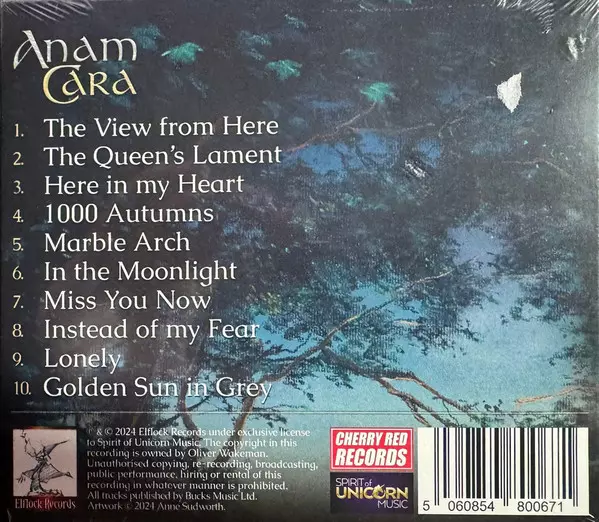 Anam
Cara
1. The View from Here
2. The Queen's Lament
3. Here in my Heart
4. 1000 Autumns
5. Marble Arch
6. In the Moonlight
7. Miss You Now
8. Instead of my Fear
9. Lonely
10. Golden Sun in Grey
℗ & © 2024 Elflock Records under exclusive license
to Spirit of Unicorn Music. The copyright in this
recording is owned by Oliver Wakeman.
Unauthorised copying, re-recording, broadcasting,
public performance, hiring or rental of this
recording in whatever manner is prohibited.
All tracks published by Bucks Music Ltd.
Artwork © 2024 Anne Sudworth.
Elflock Records
CHERRY RED
RECORDS
SPIRIT of
UNICORN
MUSIC
5 060854 800671